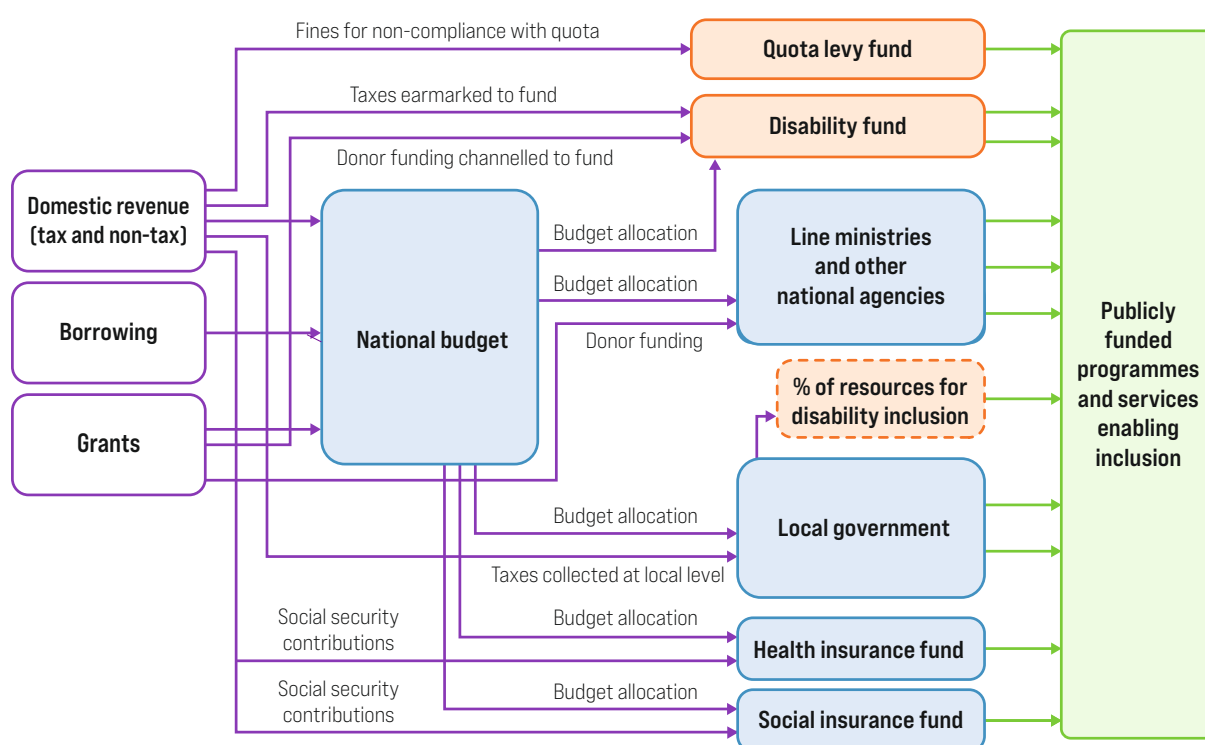 Fines for non-compliance with quota
Quota levy fund
Taxes earmarked to fund
Disability fund
Donor funding channelled to fund
Domestic revenue
(tax and non-tax)
Borrowing
Grants
National budget
Budget allocation
Budget allocation
Donor funding
Line ministries
and other
national agencies
% of resources for
disability inclusion
Budget allocation
Local government
Taxes collected at local level
Social security
contributions
Budget allocation
Health insurance fund
Social security
contributions
Budget allocation
Social insurance fund
Publicly
funded
programmes
and services
enabling
inclusion